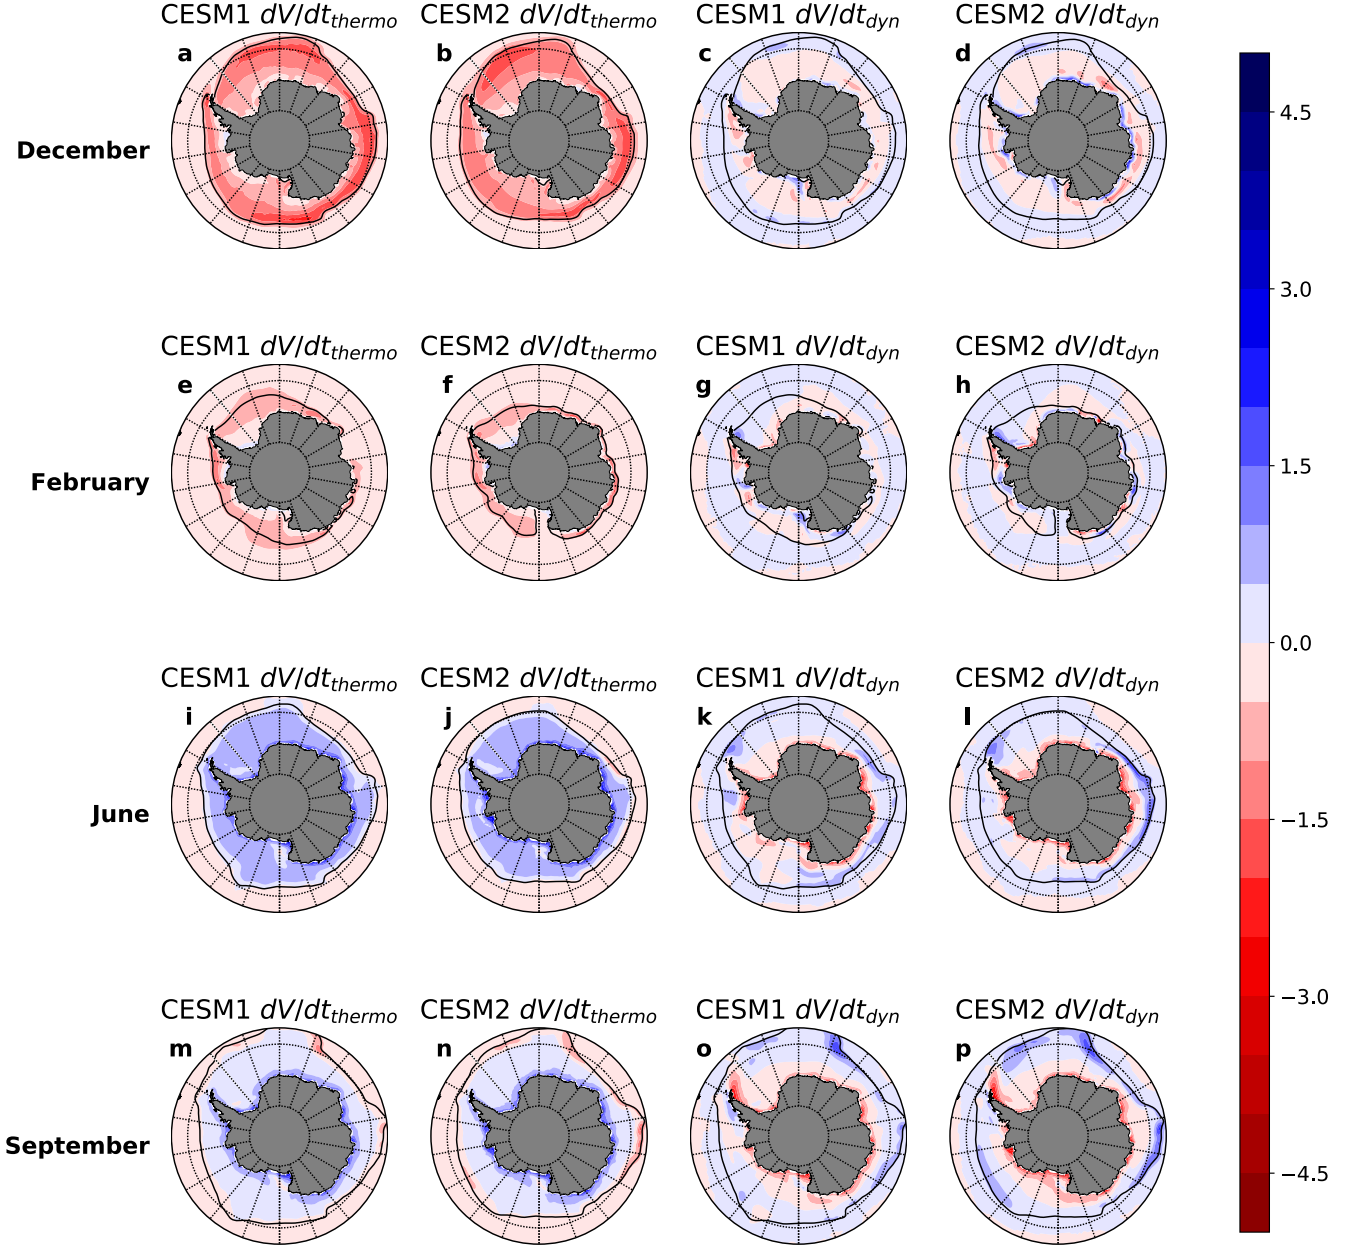 CESM1 dV/dt_thermo CESM2 dV/dt_thermo CESM1 dV/dt_dyn CESM2 dV/dt_dyn
a b c d
December
CESM1 dV/dt_thermo CESM2 dV/dt_thermo CESM1 dV/dt_dyn CESM2 dV/dt_dyn
e f g h
February
CESM1 dV/dt_thermo CESM2 dV/dt_thermo CESM1 dV/dt_dyn CESM2 dV/dt_dyn
i j k l
June
CESM1 dV/dt_thermo CESM2 dV/dt_thermo CESM1 dV/dt_dyn CESM2 dV/dt_dyn
m n o p
September
4.5
3.0
1.5
0.0
−1.5
−3.0
−4.5